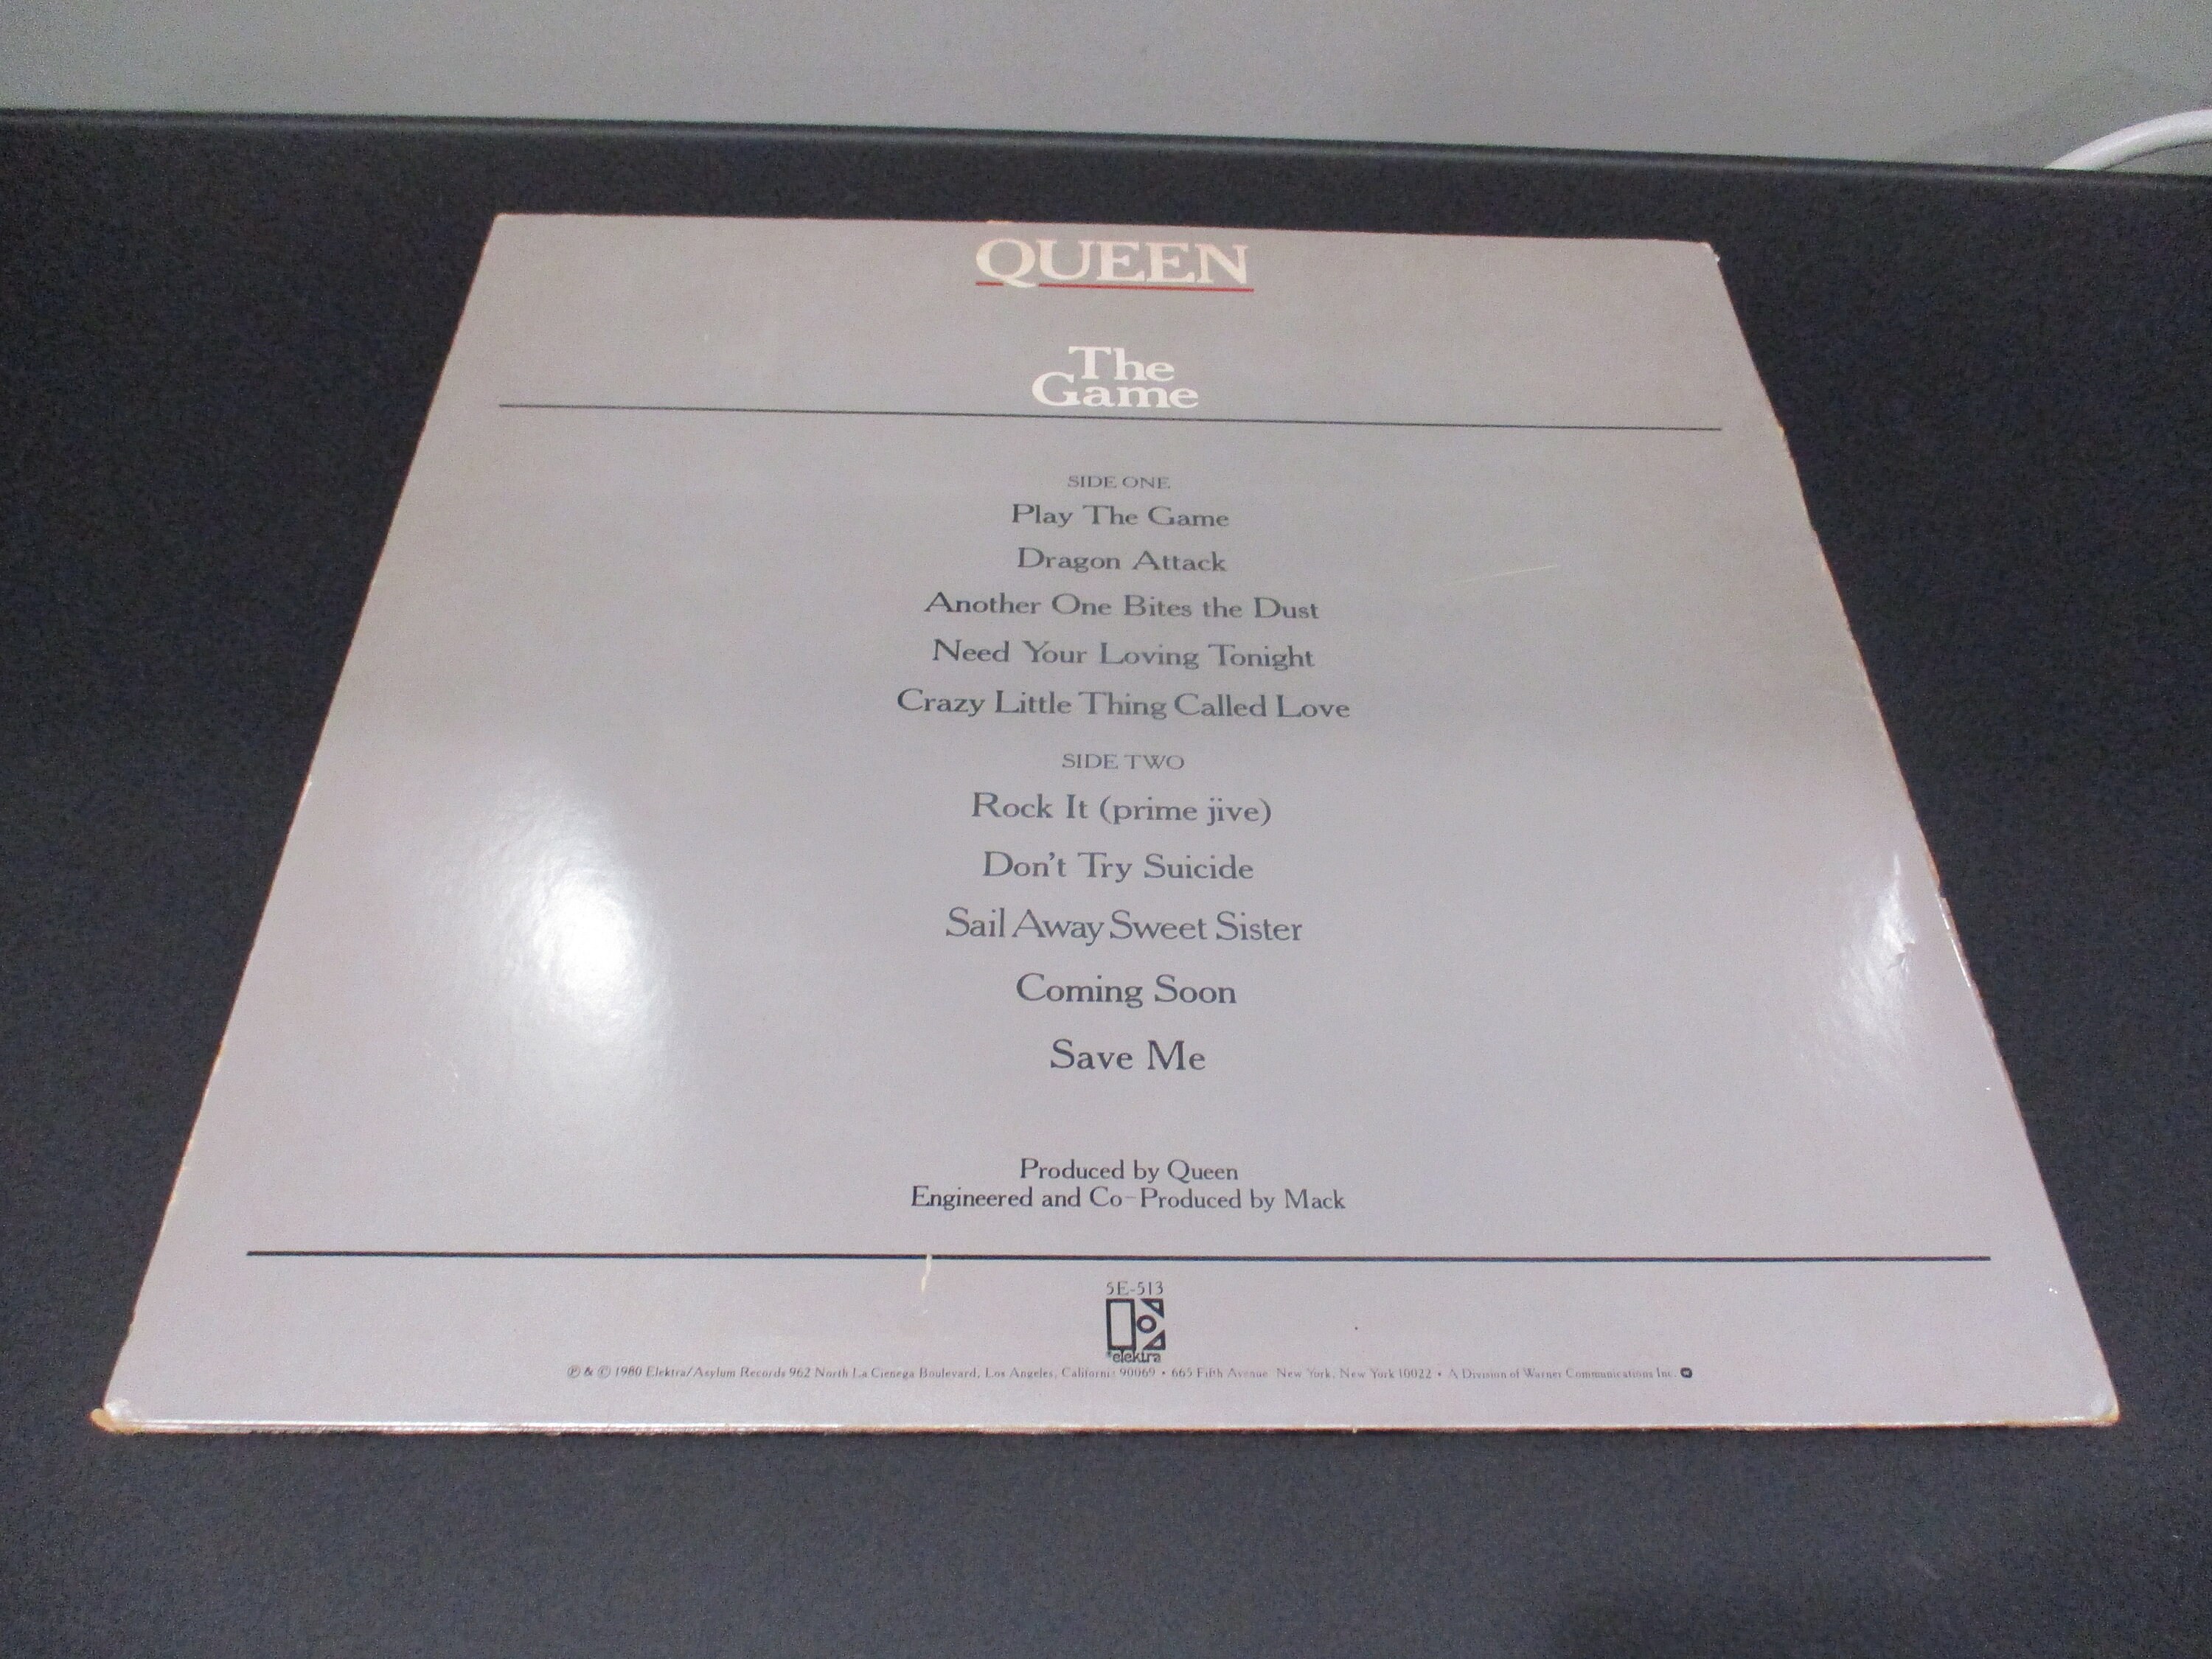 QUEEN
The
Game
SIDE ONE
Play The Game
Dragon Attack
Another One Bites the Dust
Need Your Loving Tonight
Crazy Little Thing Called Love
SIDE TWO
Rock It (prime jive)
Don't Try Suicide
Sail Away Sweet Sister
Coming Soon
Save Me
Produced by Queen
Engineered and Co-Produced by Mack
5E-513
elektra
℗ & © 1980 Elektra/Asylum Records 962 North La Cienega Boulevard, Los Angeles, California 90069 • 665 Fifth Avenue, New York, New York 10022 • A Division of Warner Communications Inc.